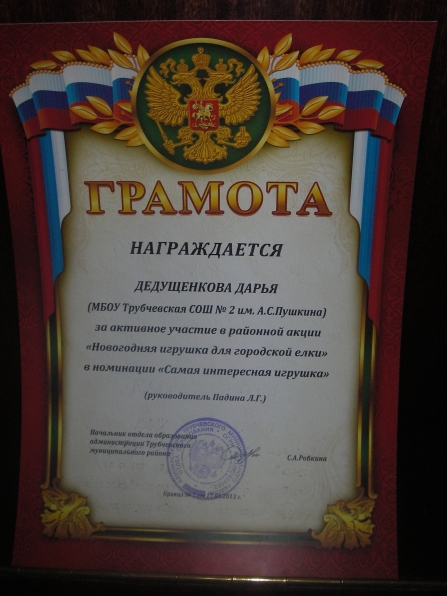 ГРАМОТА
НАГРАЖДАЕТСЯ
ДЕДУЩЕНКОВА ДАРЬЯ
(МБОУ Трубчевская СОШ № 2 им. А.С.Пушкина)
за активное участие в районной акции
«Новогодняя игрушка для городской елки»
в номинации «Самая интересная игрушка»
(руководитель Падина Л.Г.)
Начальник отдела образования
администрации Трубчевского
муниципального района
С.А.Робкина
Приказ